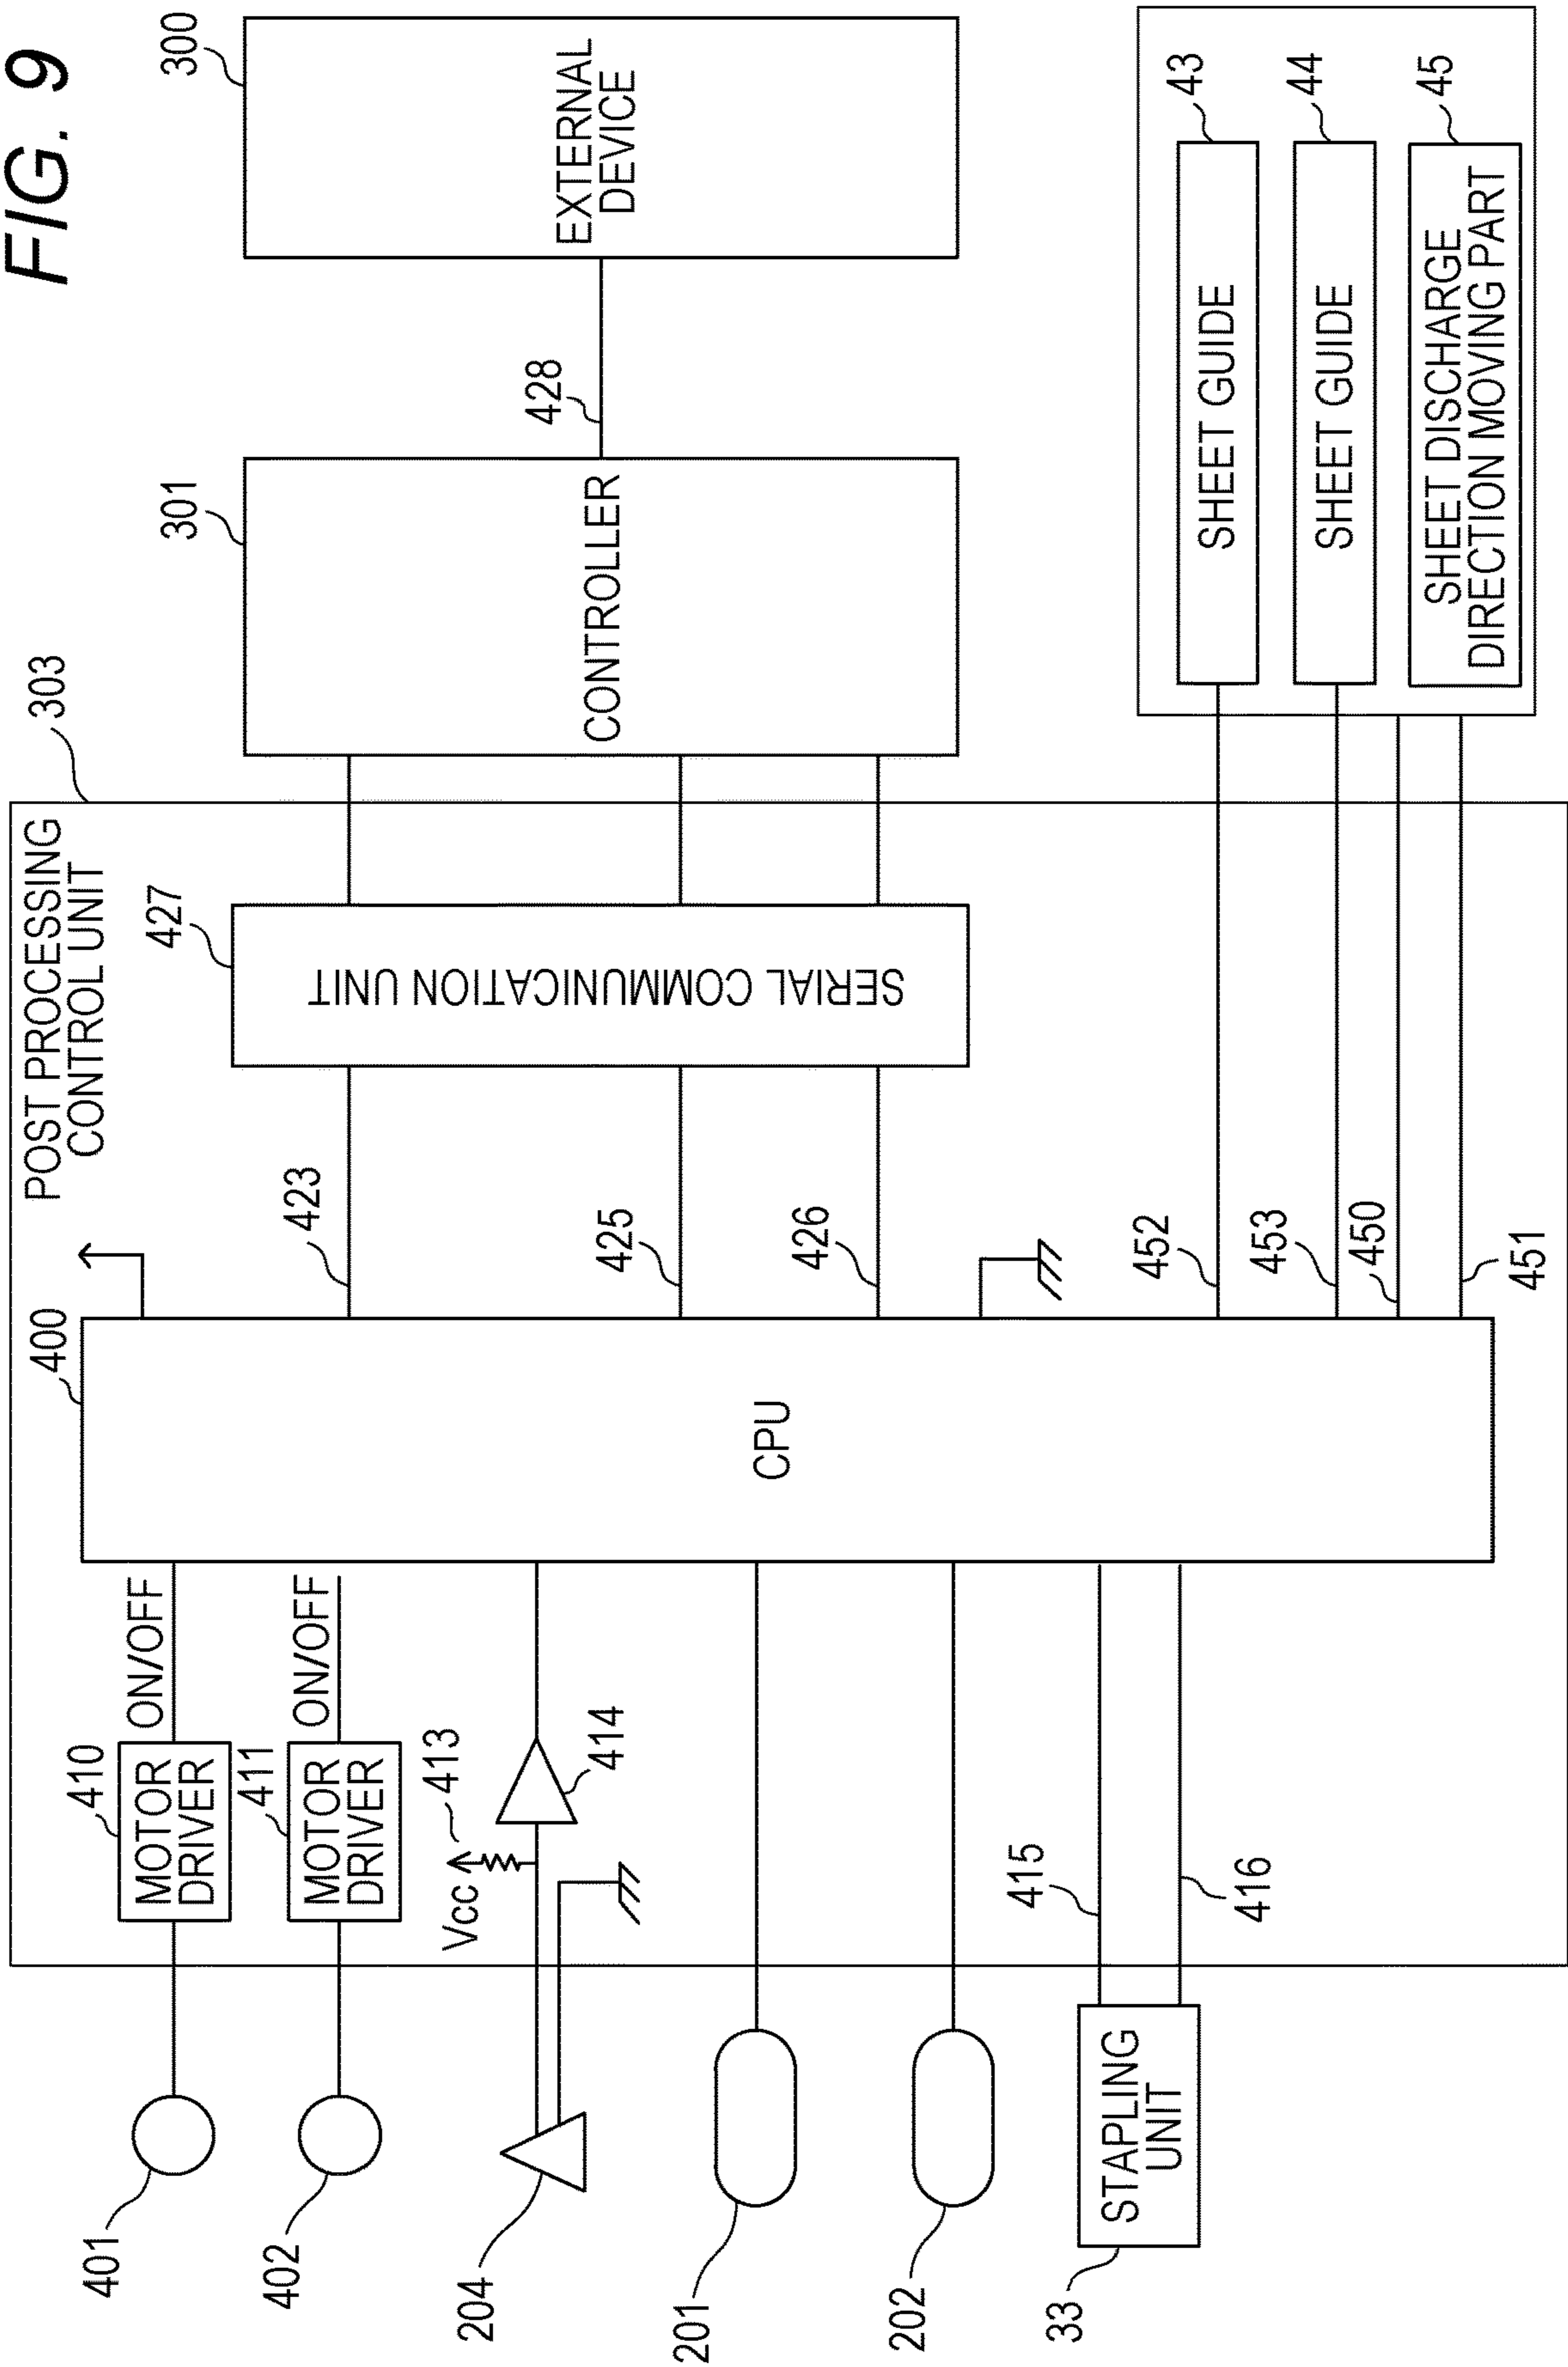 FIG. 9
POST PROCESSING
CONTROL UNIT
303
301
300
401
410
MOTOR
DRIVER
ON/OFF
400
CPU
423
427
SERIAL COMMUNICATION UNIT
CONTROLLER
428
EXTERNAL
DEVICE
402
411
MOTOR
DRIVER
ON/OFF
204
Vcc
413
414
425
201
426
202
33
STAPLING
UNIT
415
416
452
453
450
451
SHEET GUIDE
43
SHEET GUIDE
44
SHEET DISCHARGE
DIRECTION MOVING PART
45